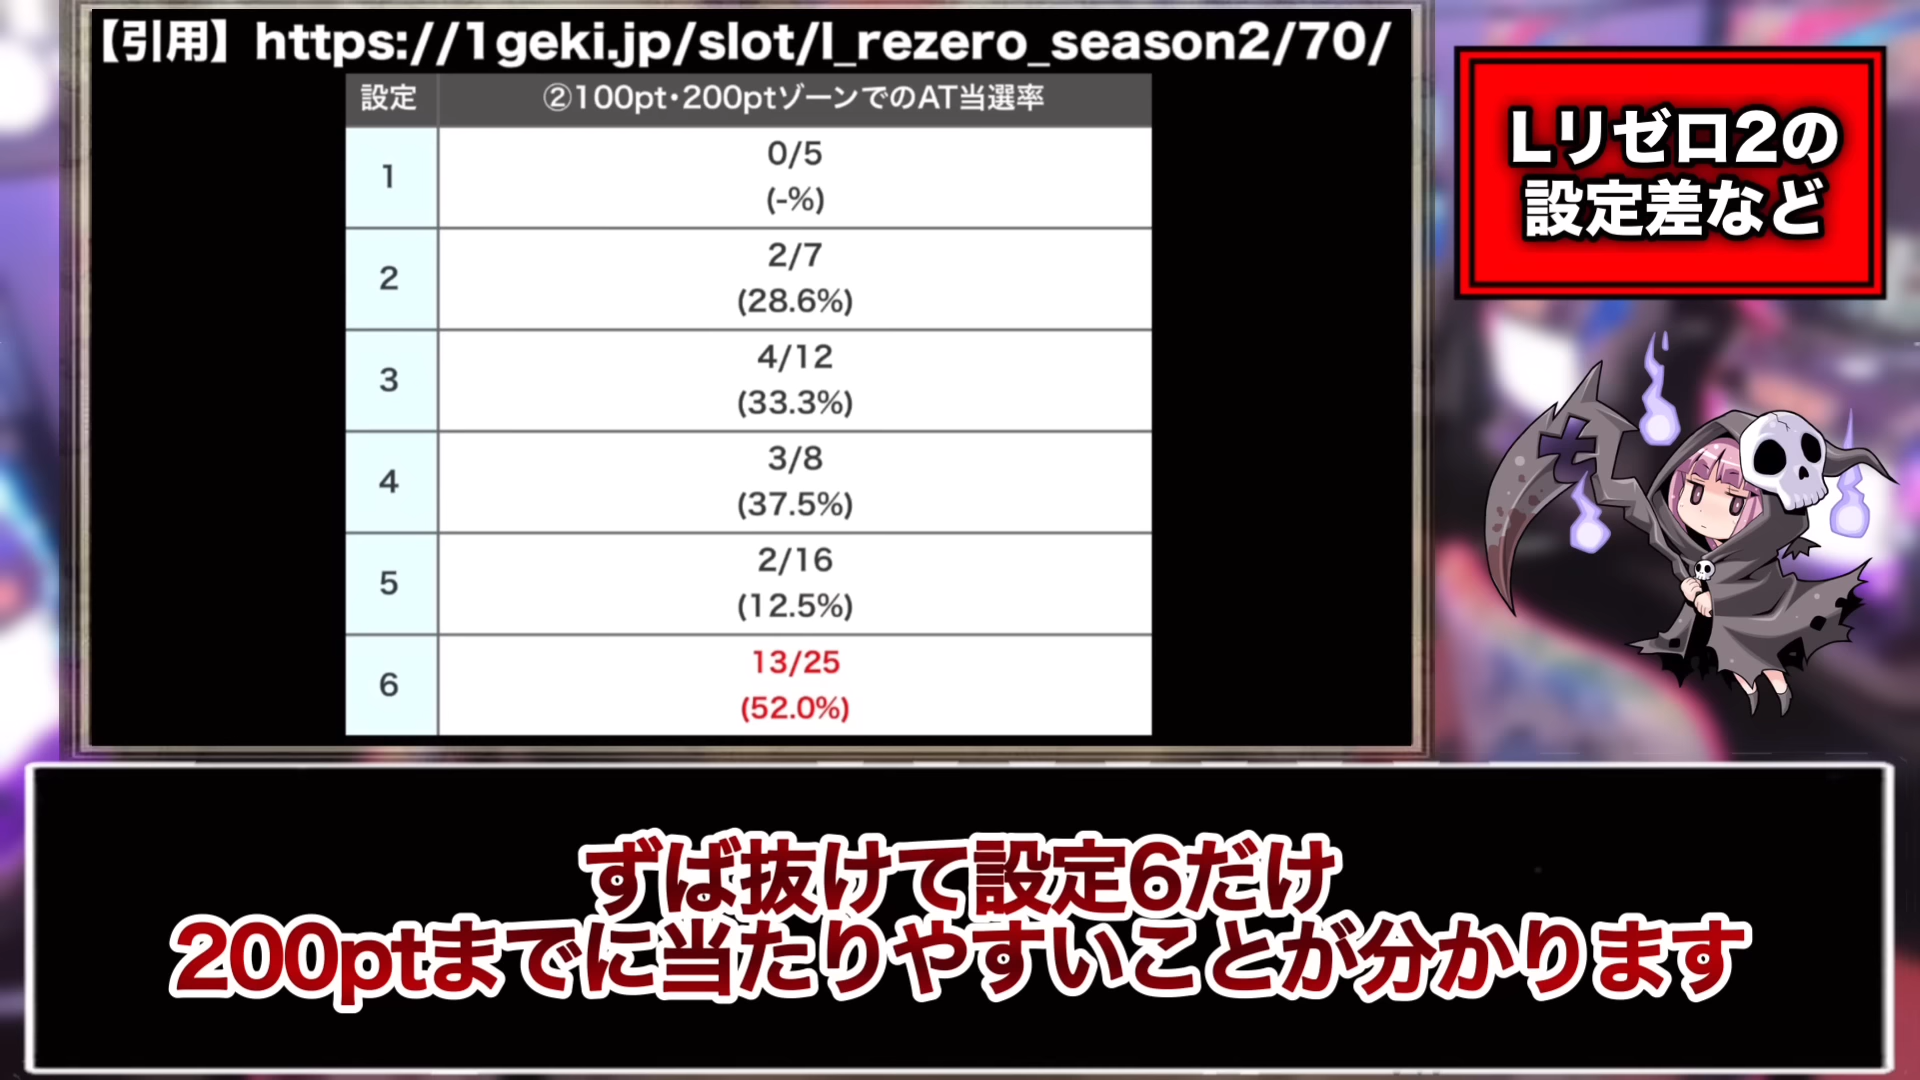 【引用】https://1geki.jp/slot/l_rezero_season2/70/
設定 ②100pt・200ptゾーンでのAT当選率
1 0/5
(-%)
2 2/7
(28.6%)
3 4/12
(33.3%)
4 3/8
(37.5%)
5 2/16
(12.5%)
6 13/25
(52.0%)
Lリゼロ2の
設定差など
ずば抜けて設定6だけ
200ptまでに当たりやすいことが分かります